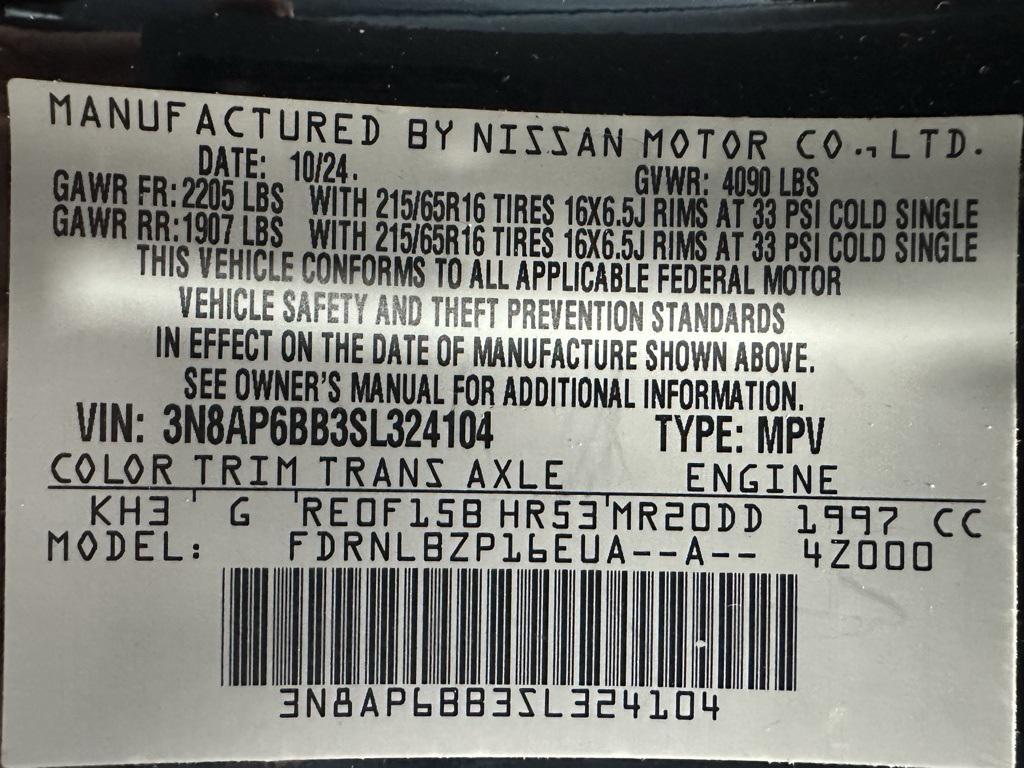 MANUFACTURED BY NISSAN MOTOR CO., LTD.
DATE: 10/24. GVWR: 4090 LBS
GAWR FR: 2205 LBS WITH 215/65R16 TIRES 16X6.5J RIMS AT 33 PSI COLD SINGLE
GAWR RR: 1907 LBS WITH 215/65R16 TIRES 16X6.5J RIMS AT 33 PSI COLD SINGLE
THIS VEHICLE CONFORMS TO ALL APPLICABLE FEDERAL MOTOR
VEHICLE SAFETY AND THEFT PREVENTION STANDARDS
IN EFFECT ON THE DATE OF MANUFACTURE SHOWN ABOVE.
SEE OWNER'S MANUAL FOR ADDITIONAL INFORMATION.
VIN: 3N8AP6BB3SL324104 TYPE: MPV
COLOR TRIM TRANS AXLE ENGINE
KH3 G RE0F15B HR53 MR20DD 1997 CC
MODEL: FDRNLBZP16EUA--A-- 4Z000
3N8AP6BB3SL324104